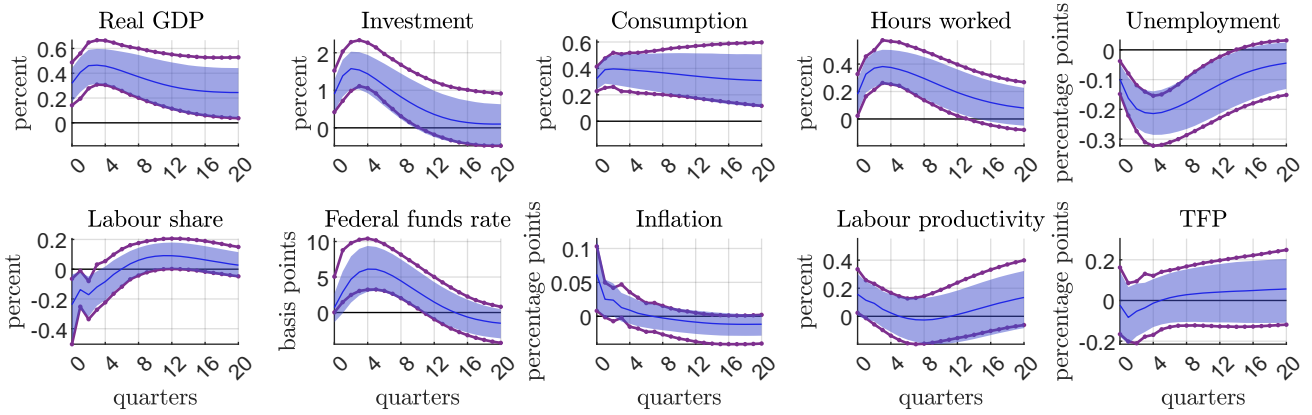 Real GDP
percent
0.6
0.4
0.2
0
0 4 8 12 16 20
Investment
percent
2
1
0
0 4 8 12 16 20
Consumption
percent
0.6
0.4
0.2
0
0 4 8 12 16 20
Hours worked
percent
0.4
0.2
0
0 4 8 12 16 20
Unemployment
percentage points
0
-0.1
-0.2
-0.3
0 4 8 12 16 20
Labour share
percent
0.2
0
-0.2
-0.4
0 4 8 12 16 20
quarters
Federal funds rate
basis points
10
5
0
0 4 8 12 16 20
quarters
Inflation
percentage points
0.1
0.05
0
0 4 8 12 16 20
quarters
Labour productivity
percent
0.4
0.2
0
0 4 8 12 16 20
quarters
TFP
percentage points
0.2
0
-0.2
0 4 8 12 16 20
quarters